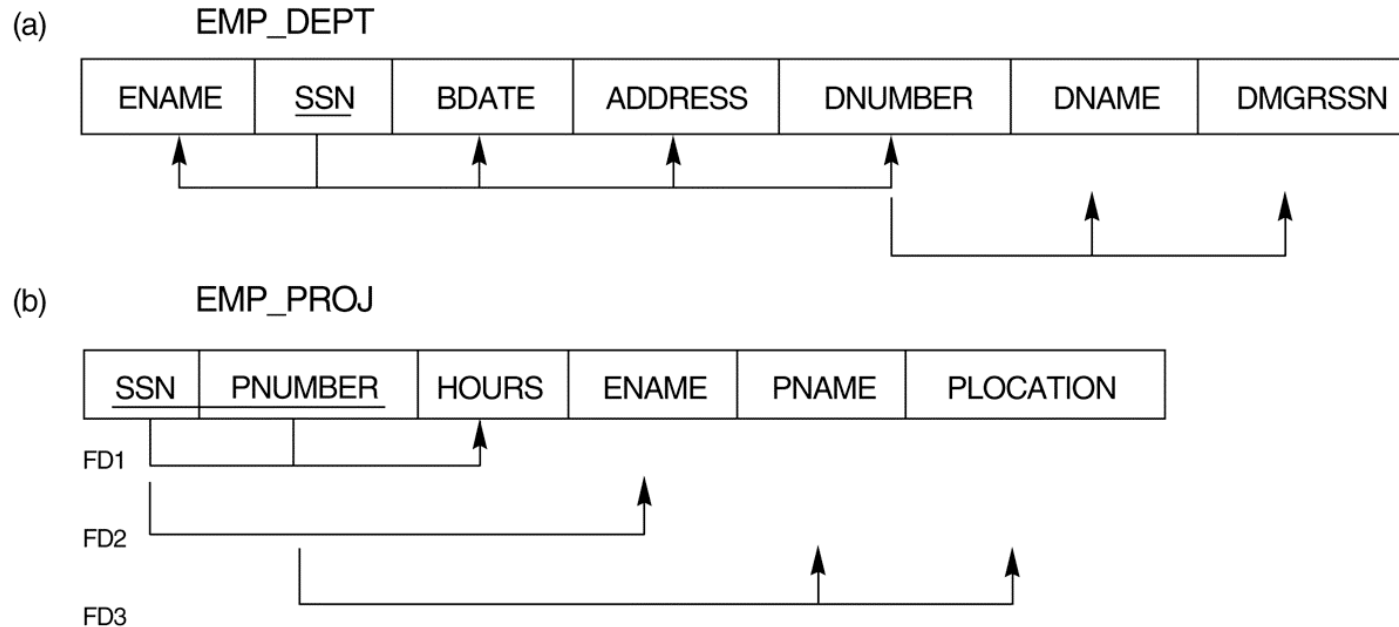 (a) EMP_DEPT
ENAME SSN BDATE ADDRESS DNUMBER DNAME DMGRSSN
(b) EMP_PROJ
SSN PNUMBER HOURS ENAME PNAME PLOCATION
FD1
FD2
FD3